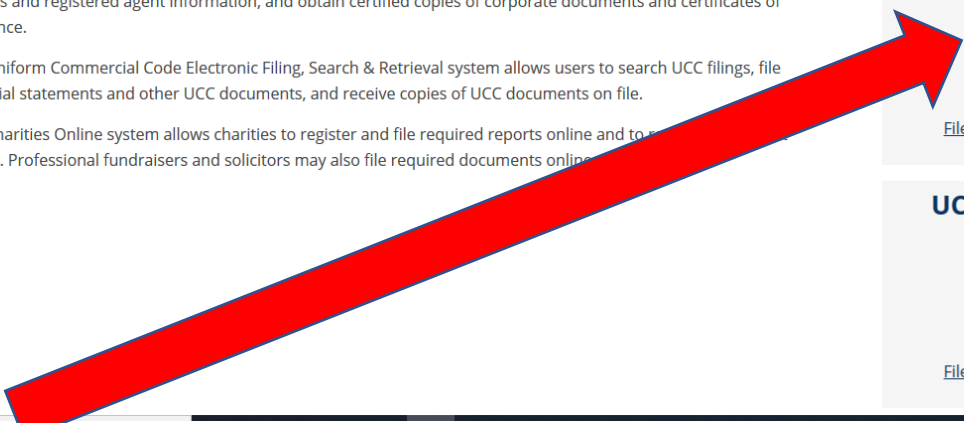 s and registered agent information, and obtain certified copies of corporate documents and certificates of
nce.
niform Commercial Code Electronic Filing, Search & Retrieval system allows users to search UCC filings, file
ial statements and other UCC documents, and receive copies of UCC documents on file.
harities Online system allows charities to register and file required reports online and to
. Professional fundraisers and solicitors may also file required documents online
File
UC
File